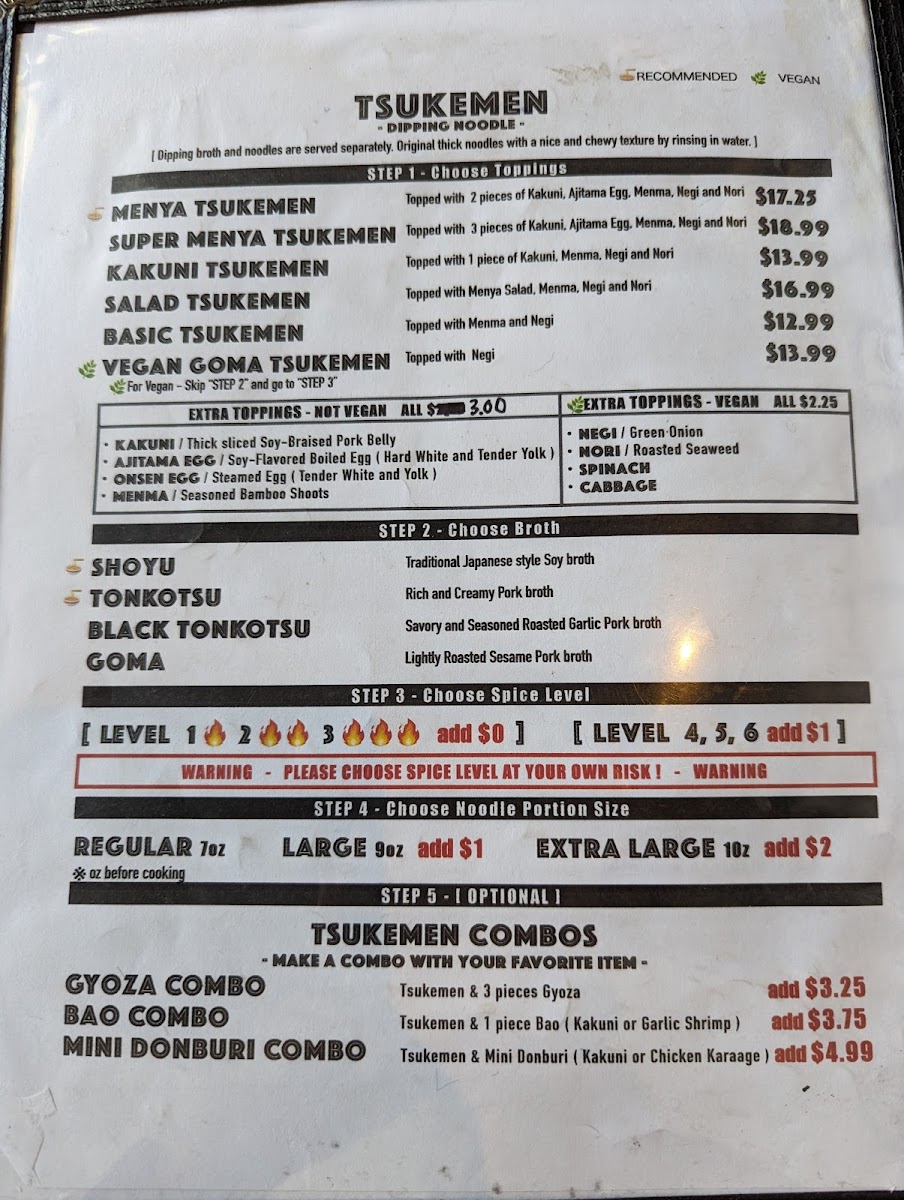 RECOMMENDED VEGAN
TSUKEMEN
- DIPPING NOODLE -
[ Dipping broth and noodles are served separately. Original thick noodles with a nice and chewy texture by rinsing in water. ]
STEP 1 - Choose Toppings
MENYA TSUKEMEN Topped with 2 pieces of Kakuni, Ajitama Egg, Menma, Negi and Nori $17.25
SUPER MENYA TSUKEMEN Topped with 3 pieces of Kakuni, Ajitama Egg, Menma, Negi and Nori $18.99
KAKUNI TSUKEMEN Topped with 1 piece of Kakuni, Menma, Negi and Nori $13.99
SALAD TSUKEMEN Topped with Menya Salad, Menma, Negi and Nori $16.99
BASIC TSUKEMEN Topped with Menma and Negi $12.99
VEGAN GOMA TSUKEMEN Topped with Negi $13.99
For Vegan - Skip "STEP 2" and go to "STEP 3"
EXTRA TOPPINGS - NOT VEGAN ALL $ 3.00
· KAKUNI / Thick sliced Soy-Braised Pork Belly
· AJITAMA EGG / Soy-Flavored Boiled Egg ( Hard White and Tender Yolk )
· ONSEN EGG / Steamed Egg ( Tender White and Yolk )
· MENMA / Seasoned Bamboo Shoots
EXTRA TOPPINGS - VEGAN ALL $2.25
· NEGI / Green Onion
· NORI / Roasted Seaweed
· SPINACH
· CABBAGE
STEP 2 - Choose Broth
SHOYU Traditional Japanese style Soy broth
TONKOTSU Rich and Creamy Pork broth
BLACK TONKOTSU Savory and Seasoned Roasted Garlic Pork broth
GOMA Lightly Roasted Sesame Pork broth
STEP 3 - Choose Spice Level
[ LEVEL 1🔥 2🔥🔥 3🔥🔥🔥 add $0 ] [ LEVEL 4, 5, 6 add $1 ]
WARNING - PLEASE CHOOSE SPICE LEVEL AT YOUR OWN RISK ! - WARNING
STEP 4 - Choose Noodle Portion Size
REGULAR 7oz LARGE 9oz add $1 EXTRA LARGE 1oz add $2
※ oz before cooking
STEP 5 - [ OPTIONAL ]
TSUKEMEN COMBOS
- MAKE A COMBO WITH YOUR FAVORITE ITEM -
GYOZA COMBO Tsukemen & 3 pieces Gyoza add $3.25
BAO COMBO Tsukemen & 1 piece Bao ( Kakuni or Garlic Shrimp ) add $3.75
MINI DONBURI COMBO Tsukemen & Mini Donburi ( Kakuni or Chicken Karaage ) add $4.99